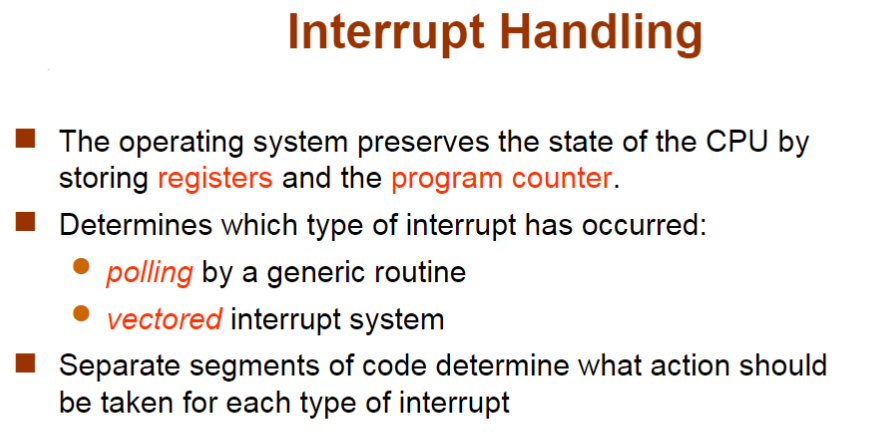 Interrupt Handling
The operating system preserves the state of the CPU by
storing registers and the program counter.
Determines which type of interrupt has occurred:
polling by a generic routine
vectored interrupt system
Separate segments of code determine what action should
be taken for each type of interrupt